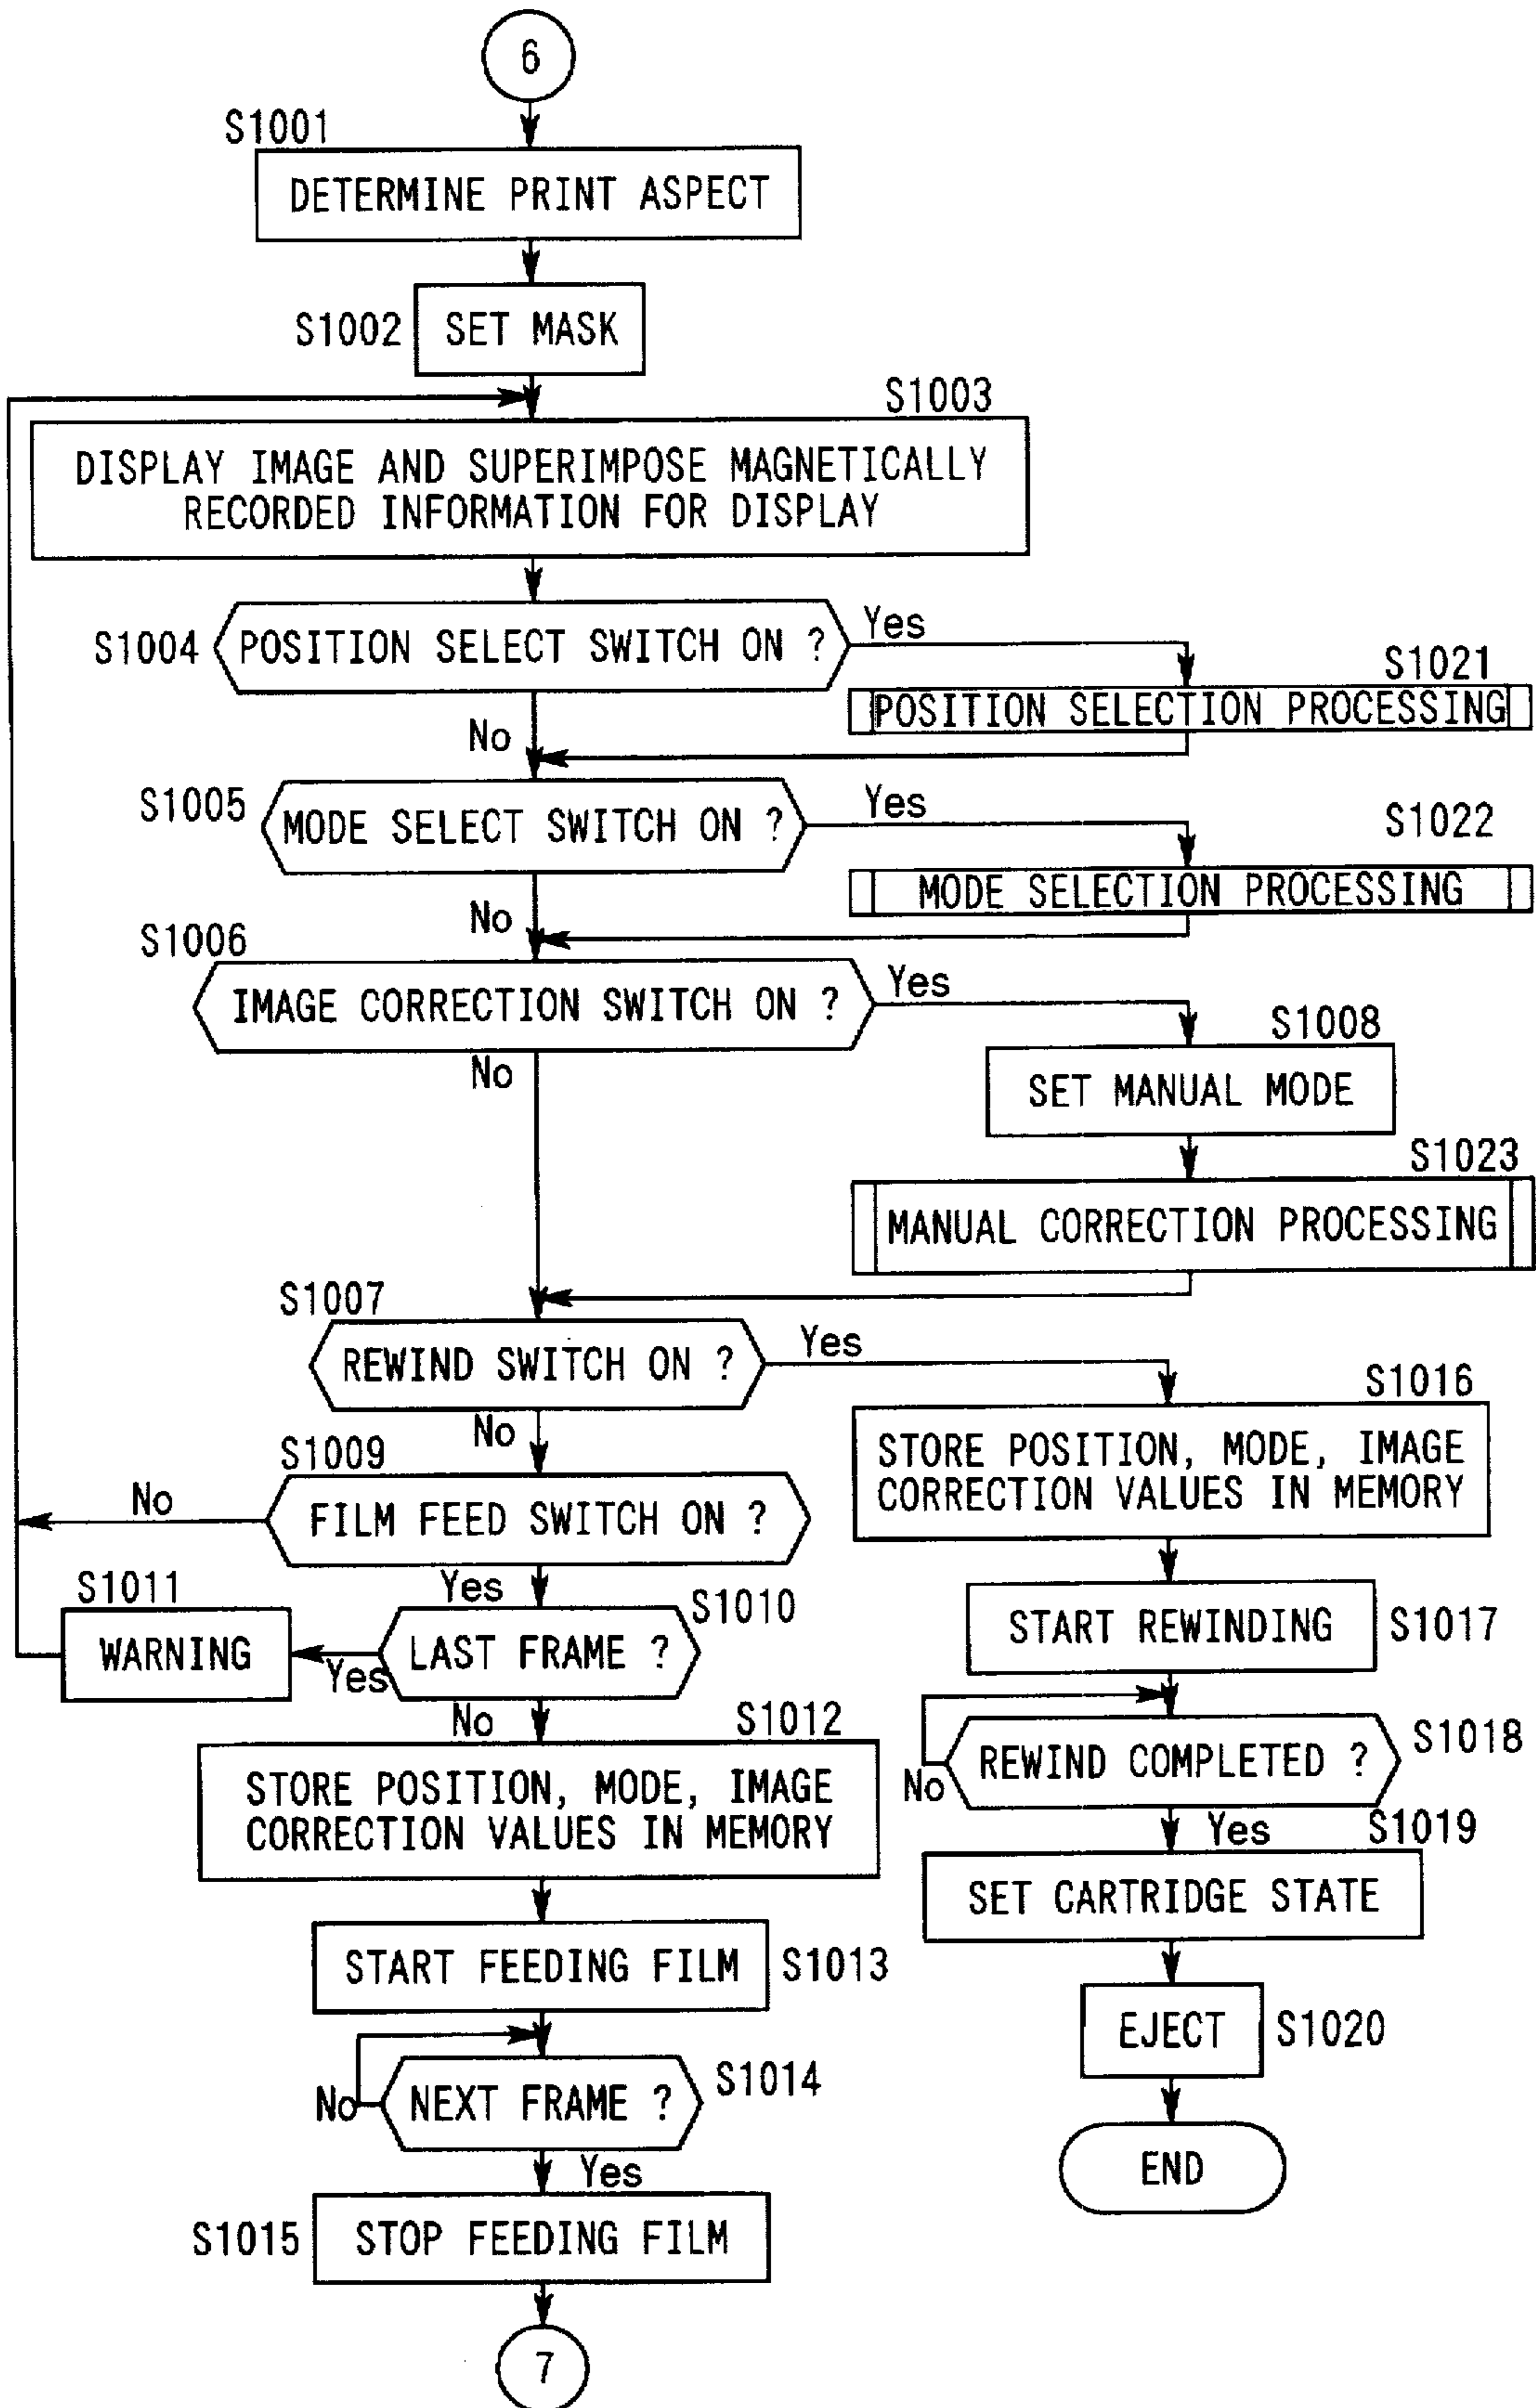 6
S1001
DETERMINE PRINT ASPECT
S1002
SET MASK
S1003
DISPLAY IMAGE AND SUPERIMPOSE MAGNETICALLY
RECORDED INFORMATION FOR DISPLAY
S1004
POSITION SELECT SWITCH ON ?
Yes
S1021
POSITION SELECTION PROCESSING
No
S1005
MODE SELECT SWITCH ON ?
Yes
S1022
MODE SELECTION PROCESSING
No
S1006
IMAGE CORRECTION SWITCH ON ?
Yes
No
S1008
SET MANUAL MODE
S1023
MANUAL CORRECTION PROCESSING
S1007
REWIND SWITCH ON ?
Yes
No
S1016
STORE POSITION, MODE, IMAGE
CORRECTION VALUES IN MEMORY
S1009
FILM FEED SWITCH ON ?
No
Yes
S1011
WARNING
S1010
LAST FRAME ?
Yes
No
START REWINDING
S1017
REWIND COMPLETED ?
S1018
No
Yes
S1012
STORE POSITION, MODE, IMAGE
CORRECTION VALUES IN MEMORY
S1019
SET CARTRIDGE STATE
START FEEDING FILM
S1013
EJECT
S1020
NEXT FRAME ?
S1014
No
Yes
END
S1015
STOP FEEDING FILM
7